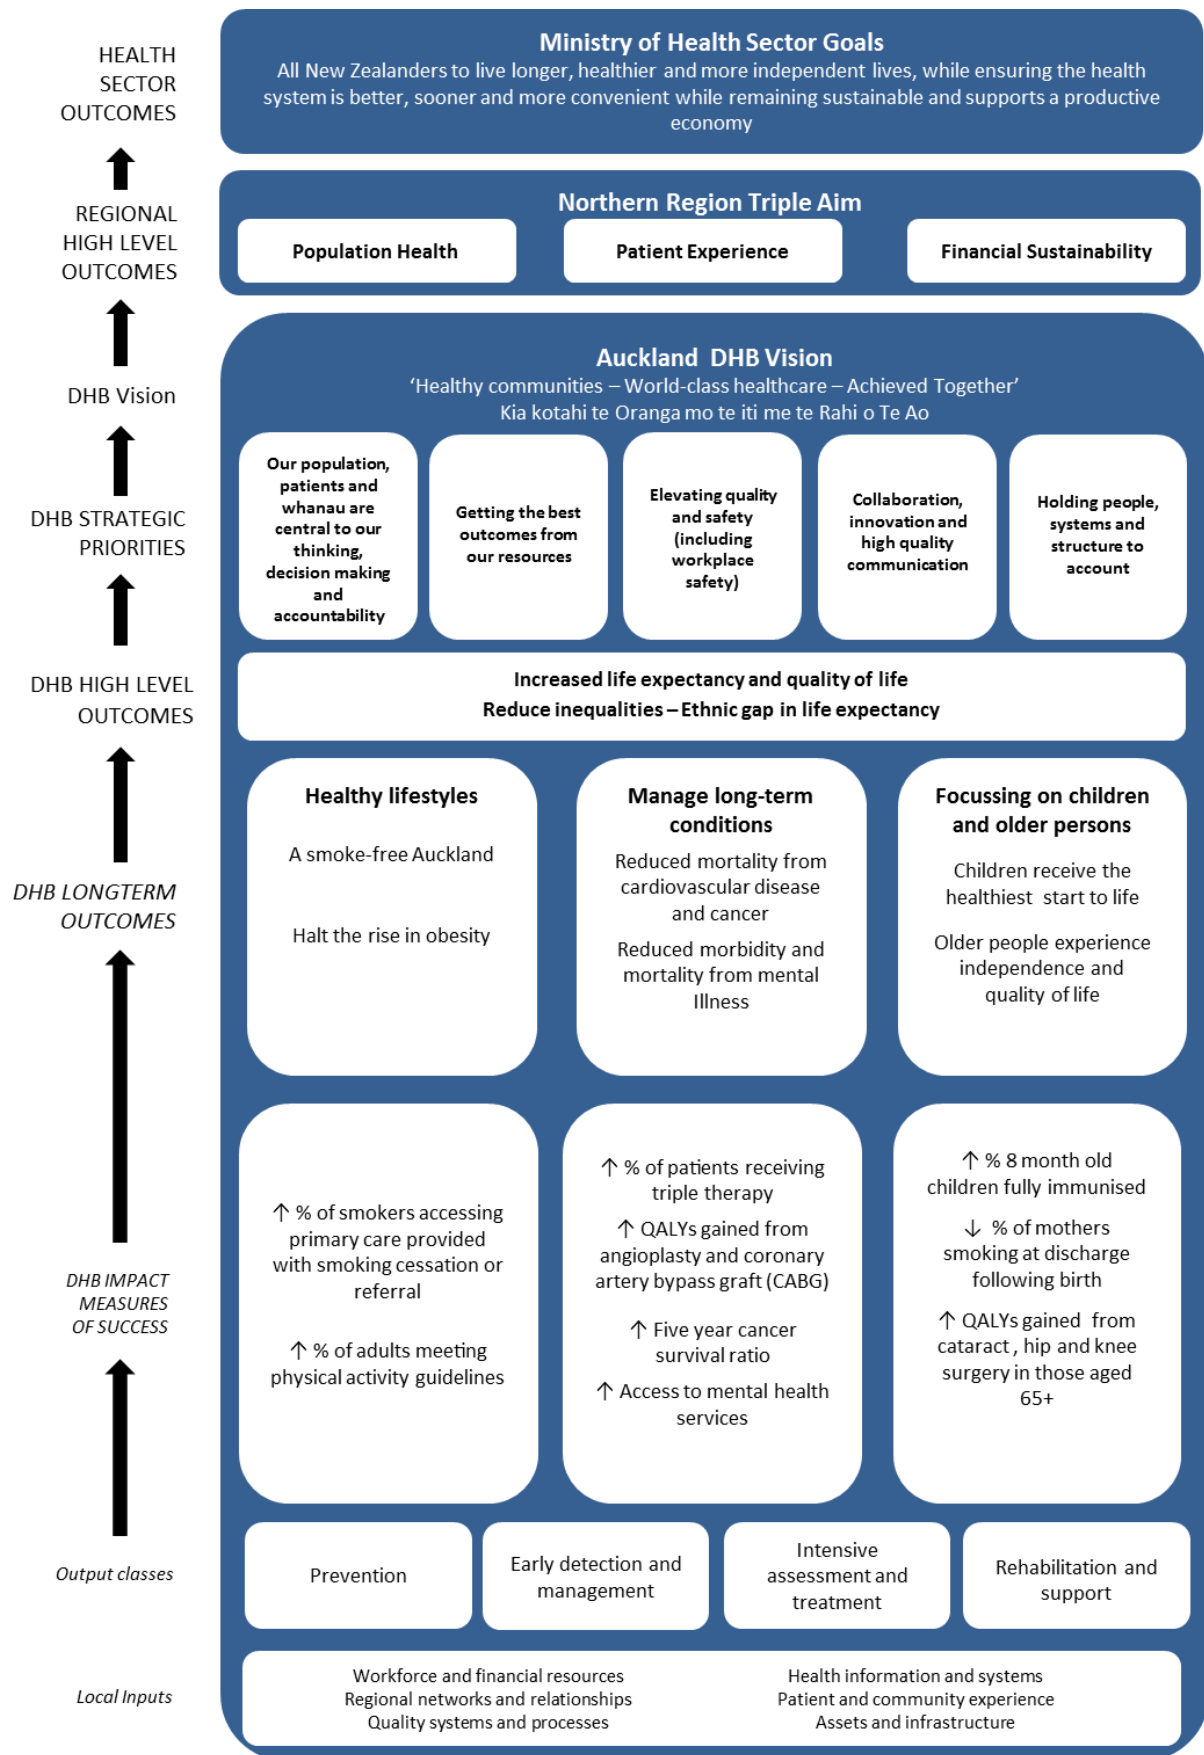 HEALTH
SECTOR
OUTCOMES
Ministry of Health Sector Goals
All New Zealanders to live longer, healthier and more independent lives, while ensuring the health
system is better, sooner and more convenient while remaining sustainable and supports a productive
economy
REGIONAL
HIGH LEVEL
OUTCOMES
Northern Region Triple Aim
Population Health
Patient Experience
Financial Sustainability
DHB Vision
Auckland DHB Vision
‘Healthy communities – World-class healthcare – Achieved Together’
Kia kotahi te Oranga mo te iti me te Rahi o Te Ao
DHB STRATEGIC
PRIORITIES
Our population,
patients and
whanau are
central to our
thinking,
decision making
and
accountability
Getting the best
outcomes from
our resources
Elevating quality
and safety
(including
workplace
safety)
Collaboration,
innovation and
high quality
communication
Holding people,
systems and
structure to
account
DHB HIGH LEVEL
OUTCOMES
Increased life expectancy and quality of life
Reduce inequalities – Ethnic gap in life expectancy
DHB LONGTERM
OUTCOMES
Healthy lifestyles
A smoke-free Auckland
Halt the rise in obesity
Manage long-term
conditions
Reduced mortality from
cardiovascular disease
and cancer
Reduced morbidity and
mortality from mental
Illness
Focussing on children
and older persons
Children receive the
healthiest start to life
Older people experience
independence and
quality of life
DHB IMPACT
MEASURES
OF SUCCESS
↑ % of smokers accessing
primary care provided
with smoking cessation or
referral
↑ % of adults meeting
physical activity guidelines
↑ % of patients receiving
triple therapy
↑ QALYs gained from
angioplasty and coronary
artery bypass graft (CABG)
↑ Five year cancer
survival ratio
↑ Access to mental health
services
↑ % 8 month old
children fully immunised
↓ % of mothers
smoking at discharge
following birth
↑ QALYs gained from
cataract , hip and knee
surgery in those aged
65+
Output classes
Prevention
Early detection and
management
Intensive
assessment and
treatment
Rehabilitation and
support
Local Inputs
Workforce and financial resources
Regional networks and relationships
Quality systems and processes
Health information and systems
Patient and community experience
Assets and infrastructure